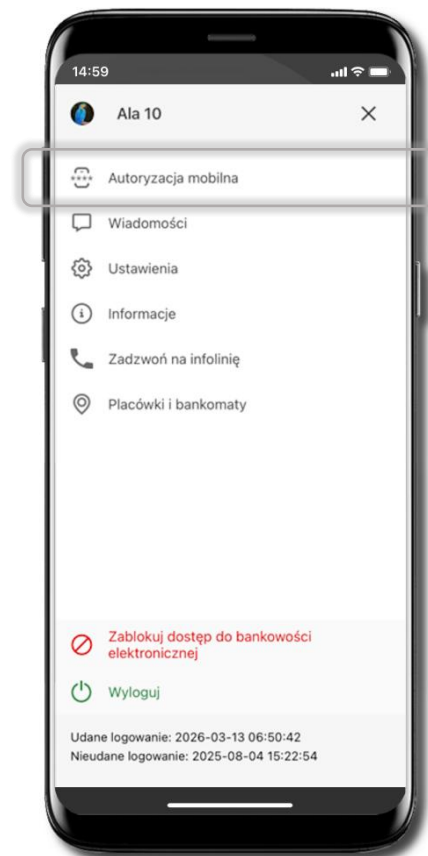 14:59
Ala 10
Autoryzacja mobilna
Wiadomości
Ustawienia
Informacje
Zadzwoń na infolinię
Placówki i bankomaty
Zablokuj dostęp do bankowości
elektronicznej
Wyloguj
Udane logowanie: 2026-03-13 06:50:42
Nieudane logowanie: 2025-08-04 15:22:54